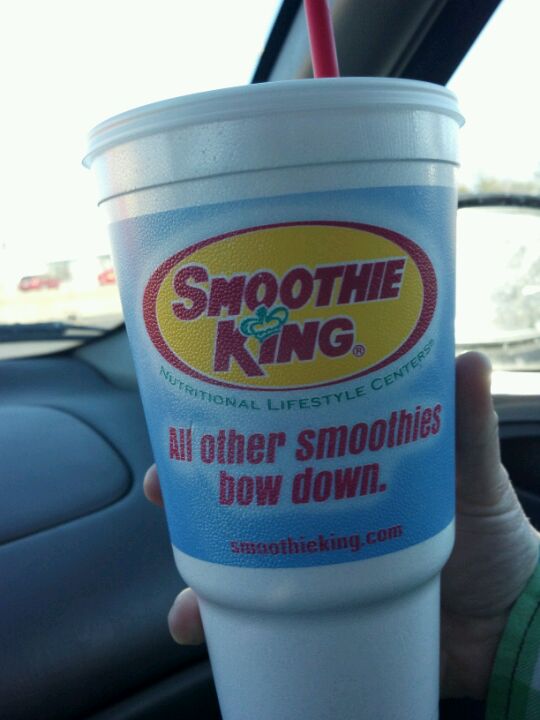 SMOOTHIE
KING®
NUTRITIONAL LIFESTYLE CENTERS®
All other smoothies
bow down.
smoothieking.com